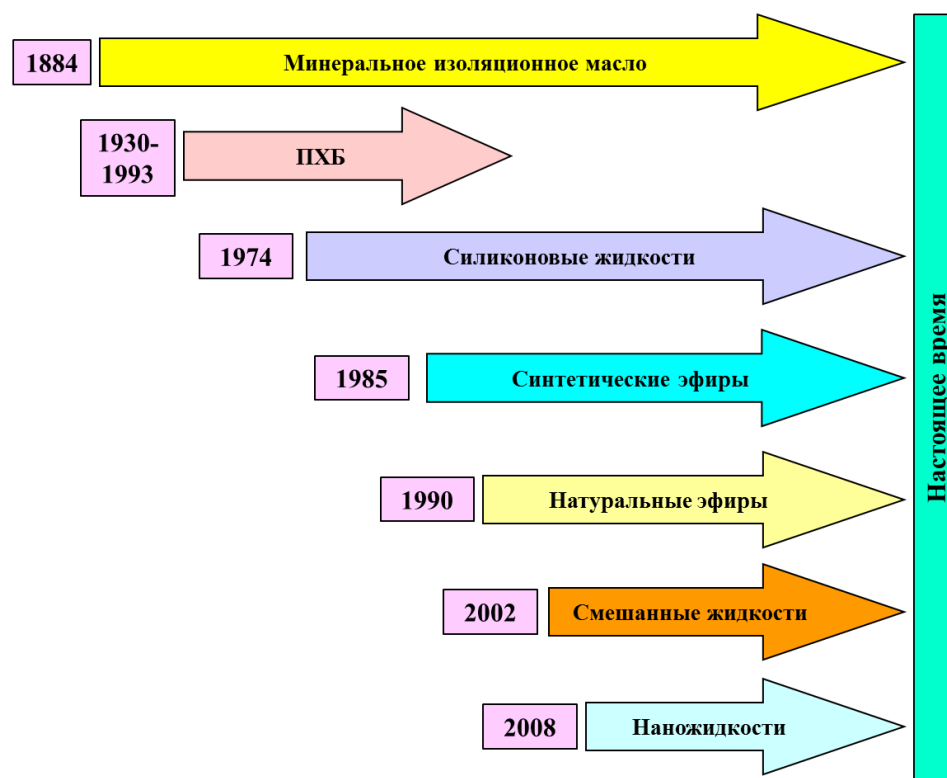 1884
Минеральное изоляционное масло
1930-
1993
ПХБ
1974
Силиконовые жидкости
1985
Синтетические эфиры
1990
Натуральные эфиры
2002
Смешанные жидкости
2008
Наножидкости
Настоящее время